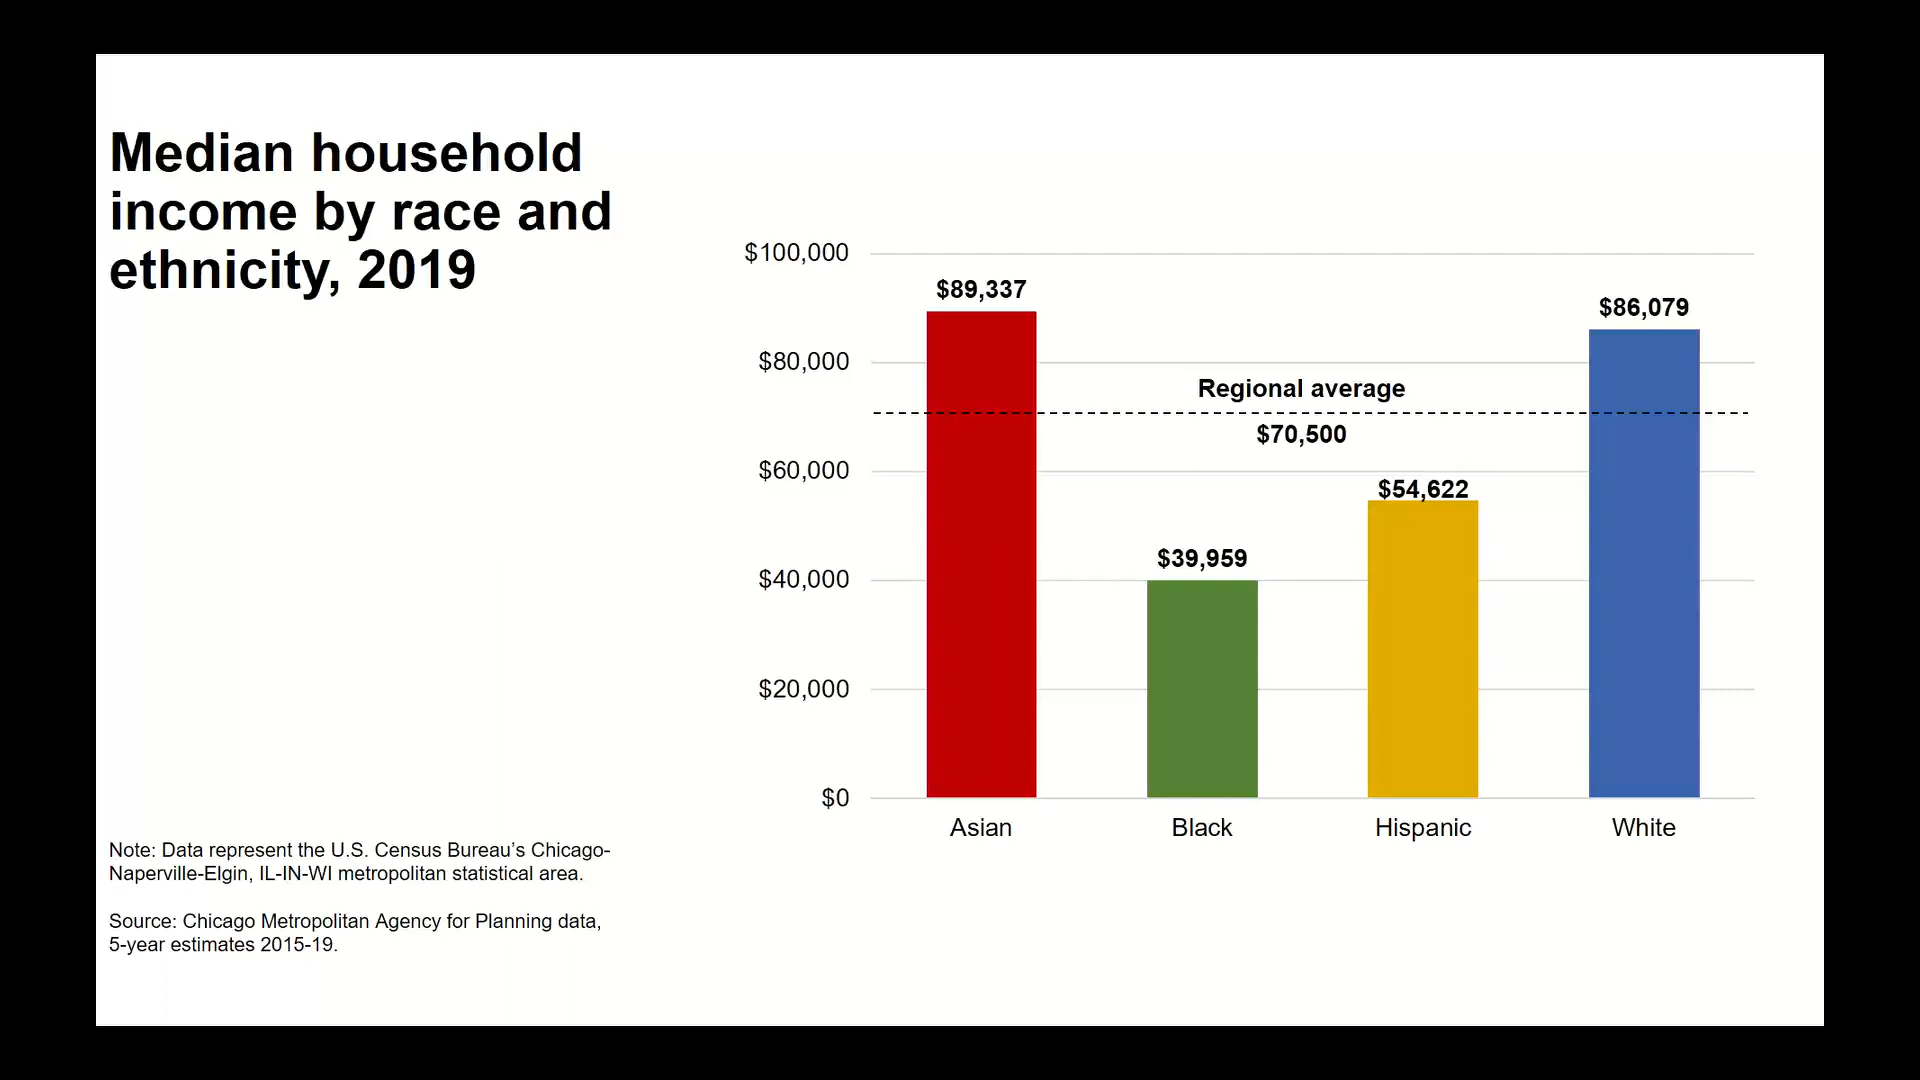 Median household
income by race and
ethnicity, 2019
$100,000
$89,337
$86,079
$80,000
Regional average
$70,500
$60,000
$54,622
$39,959
$40,000
$20,000
$0
Asian
Black
Hispanic
White
Note: Data represent the U.S. Census Bureau’s Chicago-
Naperville-Elgin, IL-IN-WI metropolitan statistical area.
Source: Chicago Metropolitan Agency for Planning data,
5-year estimates 2015-19.